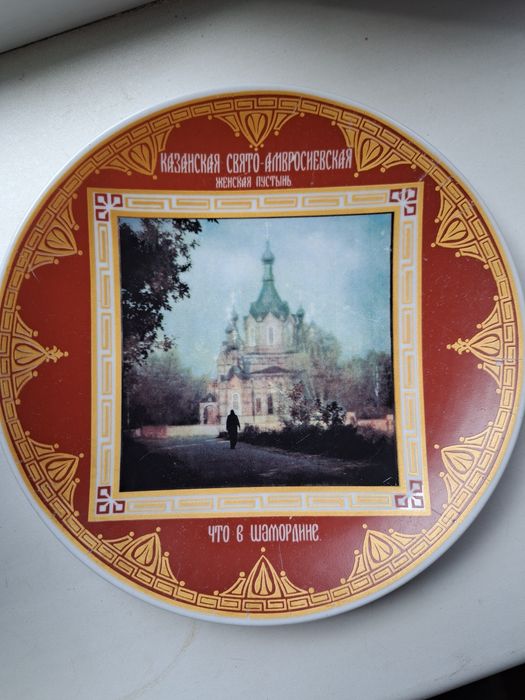 КАЗАНСКАЯ СВЯТО-АМВРОСИЕВСКАЯ
ЖЕНСКАЯ ПУСТЫНЬ
ЧТО В ШАМОРДИНЕ.